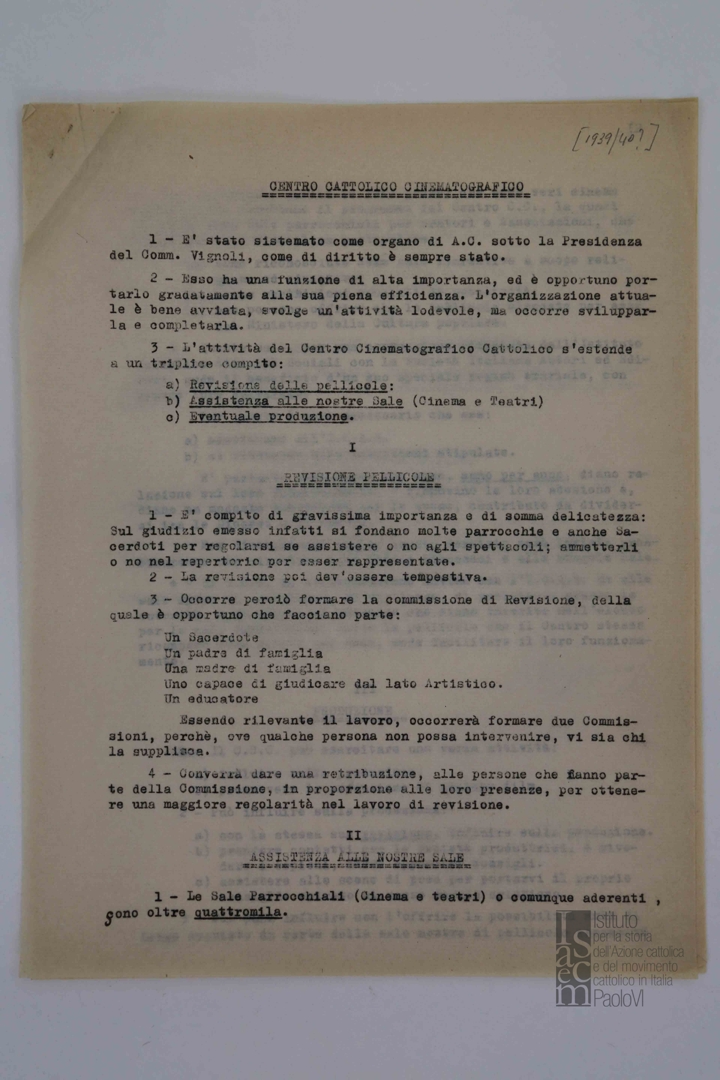 [1939/40?]
CENTRO CATTOLICO CINEMATOGRAFICO
1 - E' stato sistemato come organo di A.C. sotto la Presidenza
del Comm. Vignoli, come di diritto è sempre stato.
2 - Esso ha una funzione di alta importanza, ed è opportuno por-
tarlo gradatamente alla sua piena efficienza. L'organizzazione attua-
le è bene avviata, svolge un'attività lodevole, ma occorre svilupPar-
la e completarla.
3 - L'attività del Centro Cinematografico Cattolico s'estende
a un triplice compito:
a) Revisione delle pellicole:
b) Assistenza alle nostre Sale (Cinema e Teatri)
c) Eventuale produzione.
I
REVISIONE PELLICOLE
1 - E' compito di gravissima importanza e di somma delicatezza:
Sul giudizio emesso infatti si fondano molte parrocchie e anche Sa-
cerdoti per regolarsi se assistere o no agli spettacoli; ammetterli
o no nel repertorio per esser rappresentate.
2 - La revisione poi dev'essere tempestiva.
3 - Occorre perciò formare la commissione di Revisione, della
quale è opportuno che facciano parte:
Un Sacerdote
Un padre di famiglia
Una madre di famiglia
Uno capace di giudicare dal lato Artistico.
Un educatore
Essendo rilevante il lavoro, occorrerà formare due Commis-
sioni, perchè, ove qualche persona non possa intervenire, vi sia chi
la supplisca.
4 - Converrà dare una retribuzione, alle persone che fanno par-
te della Commissione, in proporzione alle loro presenze, per ottene-
re una maggiore regolarità nel lavoro di revisione.
II
ASSISTENZA ALLE NOSTRE SALE
1 - Le Sale Parrocchiali (Cinema e teatri) o comunque aderenti ,
sono oltre quattromila.
Isacem
Istituto
per la storia
dell'Azione cattolica
e del movimento
cattolico in Italia
PaoloVI